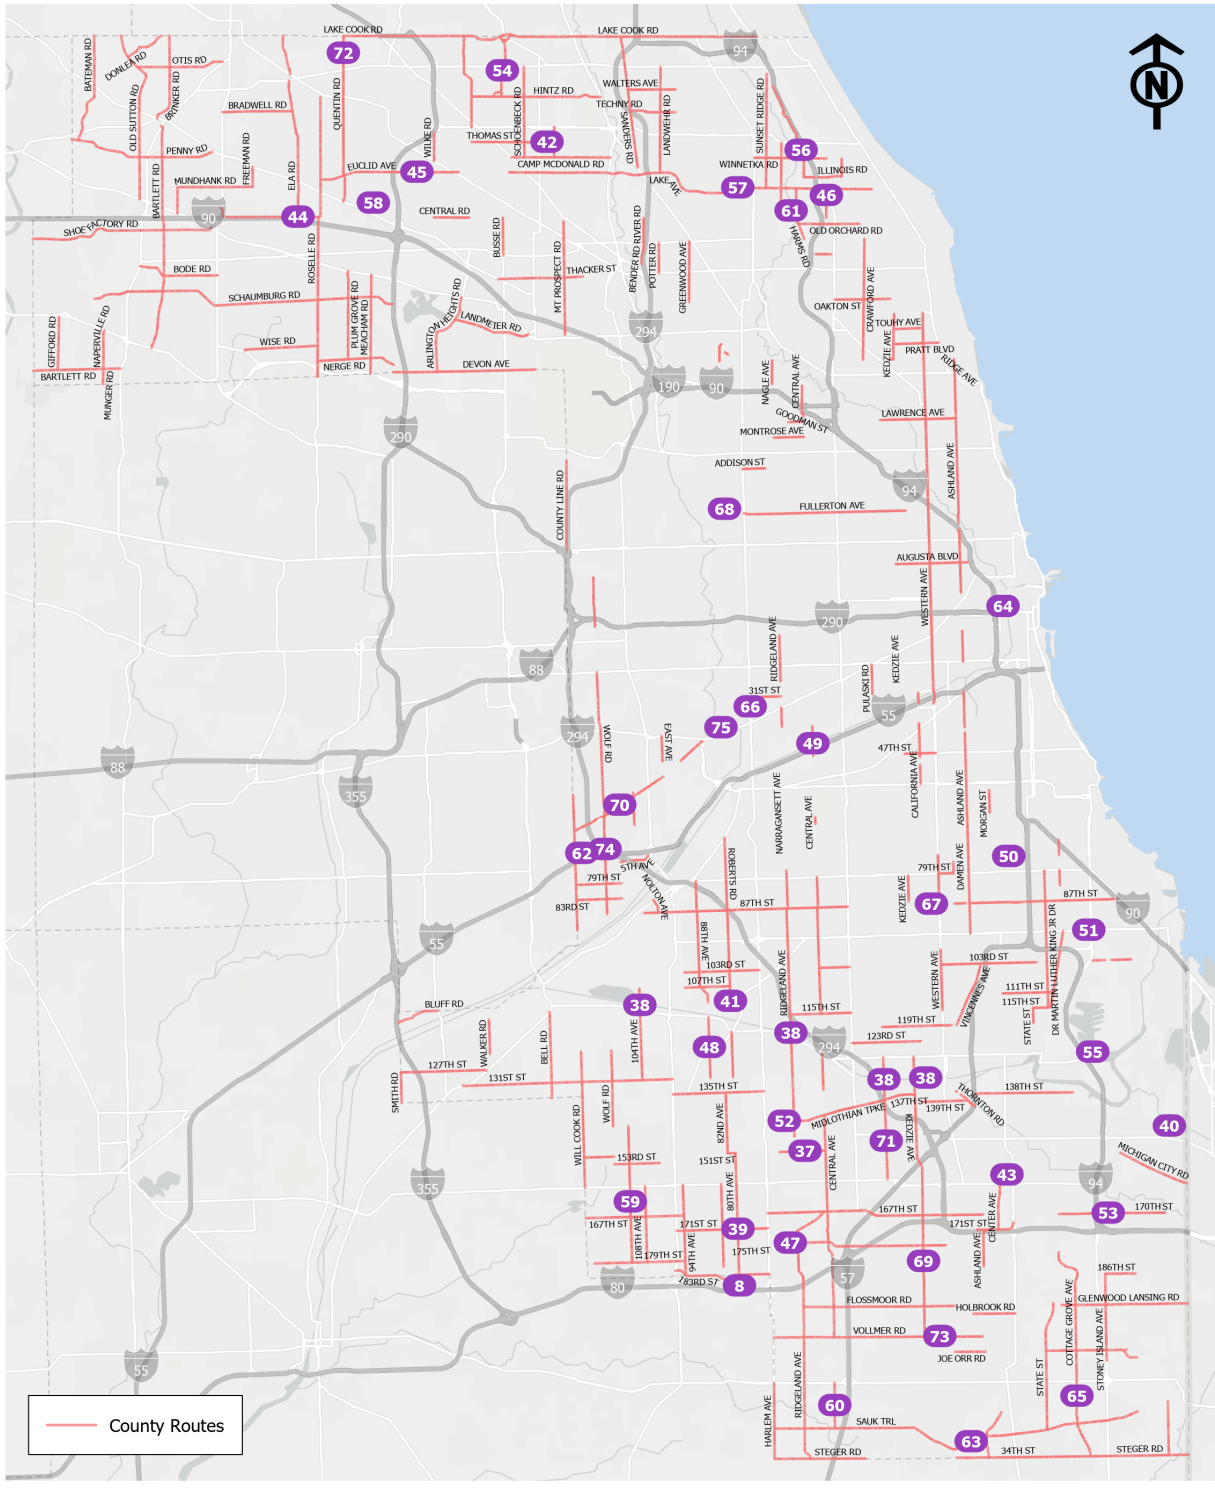 LAKE COOK RD
LAKE COOK RD
94
N
72
54
BATEMAN RD
DONLEA RD
OTIS RD
BRINKER RD
OLD SUTTON RD
BRADWELL RD
QUENTIN RD
HINTZ RD
SCHOENBECK RD
WALTERS AVE
TECHNY RD
SANDERS RD
LANDWEHR RD
SUNSET RIDGE RD
THOMAS ST
42
CAMP MCDONALD RD
WILKE RD
PENNY RD
FREEMAN RD
MUNDHANK RD
BARTLETT RD
ELA RD
EUCLID AVE
45
58
56
WINNETKA RD
ILLINOIS RD
LAKE AVE
57
46
61
OLD ORCHARD RD
HARMS RD
90
44
CENTRAL RD
SHOE FACTORY RD
BUSSE RD
MT PROSPECT RD
BENDER RD RIVER RD
POTTER RD
GREENWOOD AVE
ROSELLE RD
BODE RD
THACKER ST
SCHAUMBURG RD
PLUM GROVE RD
MEACHAM RD
ARLINGTON HEIGHTS RD
LANDMEIER RD
OAKTON ST
CRAWFORD AVE
TOUHY AVE
KEDZIE AVE
PRATT BLVD
RIDGE AVE
GIFFORD RD
NAPERVILLE RD
WISE RD
NERGE RD
DEVON AVE
BARTLETT RD
MUNGER RD
294
190
90
NAGLE AVE
CENTRAL AVE
GOODMAN ST
MONTROSE AVE
LAWRENCE AVE
290
ADDISON ST
ASHLAND AVE
COUNTY LINE RD
94
68
FULLERTON AVE
AUGUSTA BLVD
WESTERN AVE
64
290
RIDGELAND AVE
KEDZIE AVE
88
PULASKI RD
31ST ST
66
55
75
294
WOLF RD
EAST AVE
49
47TH ST
88
CALIFORNIA AVE
355
NARRAGANSETT AVE
CENTRAL AVE
ASHLAND AVE
MORGAN ST
70
62
74
5TH AVE
50
79TH ST
NOLTON AVE
ROBERTS RD
79TH ST
DAMEN AVE
83RD ST
87TH ST
KEDZIE AVE
67
87TH ST
90
DR MARTIN LUTHER KING JR DR
51
55
88TH AVE
RIDGELAND AVE
103RD ST
107TH ST
WESTERN AVE
103RD ST
VINCENNES AVE
111TH ST
115TH ST
STATE ST
BLUFF RD
38
41
115TH ST
119TH ST
123RD ST
38
294
WALKER RD
BELL RD
104TH AVE
48
55
127TH ST
131ST ST
SMITH RD
WILL COOK RD
WOLF RD
135TH ST
38
38
138TH ST
THORNTON RD
139TH ST
137TH ST
MIDLOTHIAN TPKE
52
82ND AVE
40
71
KEDZIE AVE
37
CENTRAL AVE
153RD ST
151ST ST
MICHIGAN CITY RD
355
43
94
59
80TH AVE
CENTER AVE
167TH ST
53
170TH ST
167TH ST
108TH AVE
171ST ST
39
171ST ST
94TH AVE
175TH ST
47
179TH ST
69
ASHLAND AVE
183RD ST
8
80
57
186TH ST
FLOSSMOOR RD
HOLBROOK RD
COTTAGE GROVE AVE
GLENWOOD LANSING RD
STONEY ISLAND AVE
VOLLMER RD
73
JOE ORR RD
STATE ST
55
RIDGELAND AVE
HARLEM AVE
60
SAUK TRL
65
County Routes
STEGER RD
63
34TH ST
STEGER RD